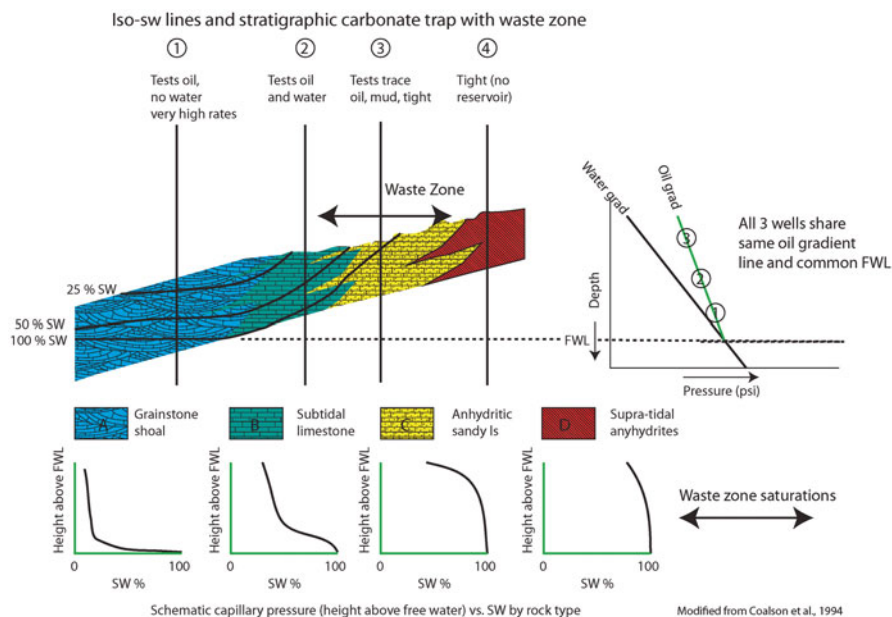 Iso-sw lines and stratigraphic carbonate trap with waste zone
1
2
3
4
Tests oil,
no water
very high rates
Tests oil
and water
Tests trace
oil, mud, tight
Tight (no
reservoir)
Waste Zone
25 % SW
50 % SW
100 % SW
FWL
Water grad
Oil grad
3
2
1
Depth
Pressure (psi)
All 3 wells share
same oil gradient
line and common FWL
A
Grainstone
shoal
B
Subtidal
limestone
C
Anhydritic
sandy ls
D
Supra-tidal
anyhydrites
Height above FWL
0
100
SW %
Height above FWL
0
100
SW %
Height above FWL
0
100
SW %
Height above FWL
0
100
SW %
Waste zone saturations
Schematic capillary pressure (height above free water) vs. SW by rock type
Modified from Coalson et al., 1994